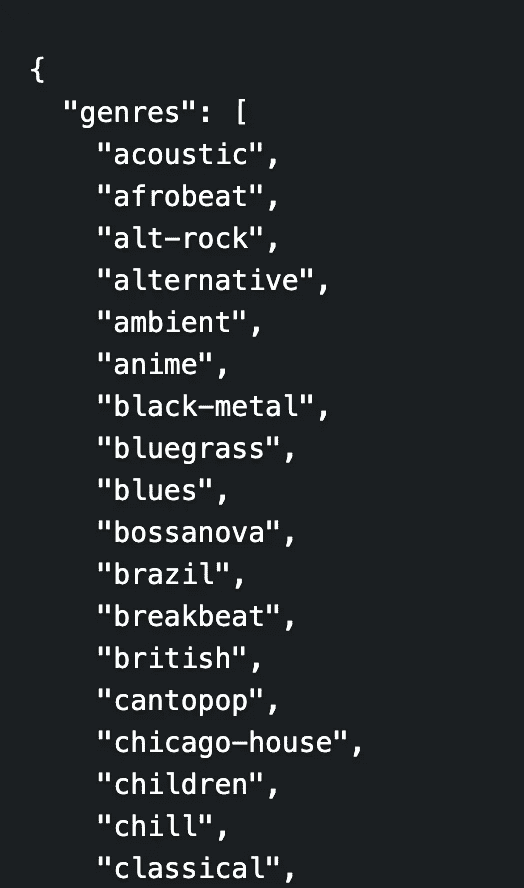 {
  "genres": [
    "acoustic",
    "afrobeat",
    "alt-rock",
    "alternative",
    "ambient",
    "anime",
    "black-metal",
    "bluegrass",
    "blues",
    "bossanova",
    "brazil",
    "breakbeat",
    "british",
    "cantopop",
    "chicago-house",
    "children",
    "chill",
    "classical",